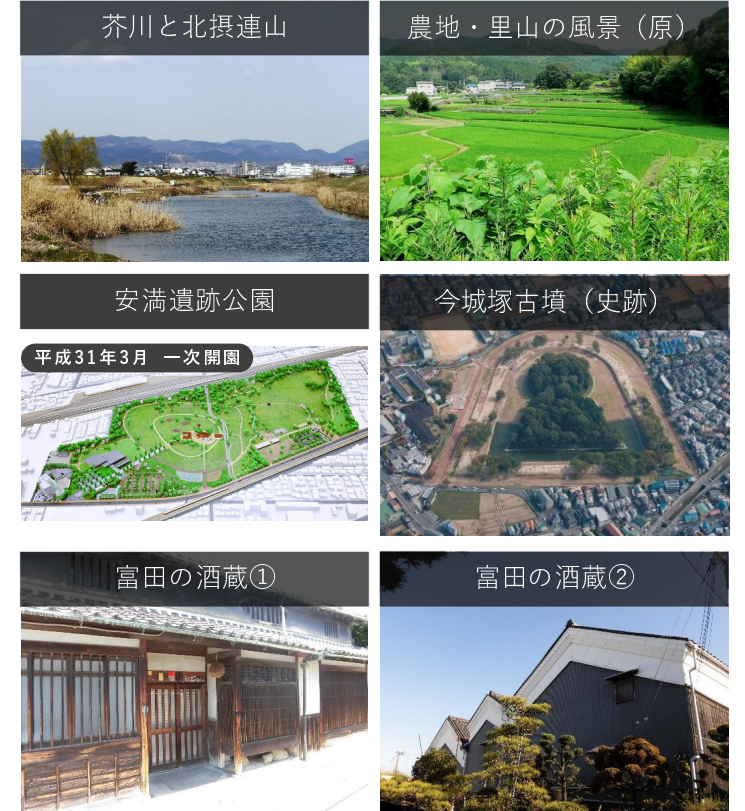 芥川と北摂連山
農地・里山の風景（原）
安満遺跡公園
今城塚古墳（史跡）
平成31年3月 一次開園
富田の酒蔵①
富田の酒蔵②